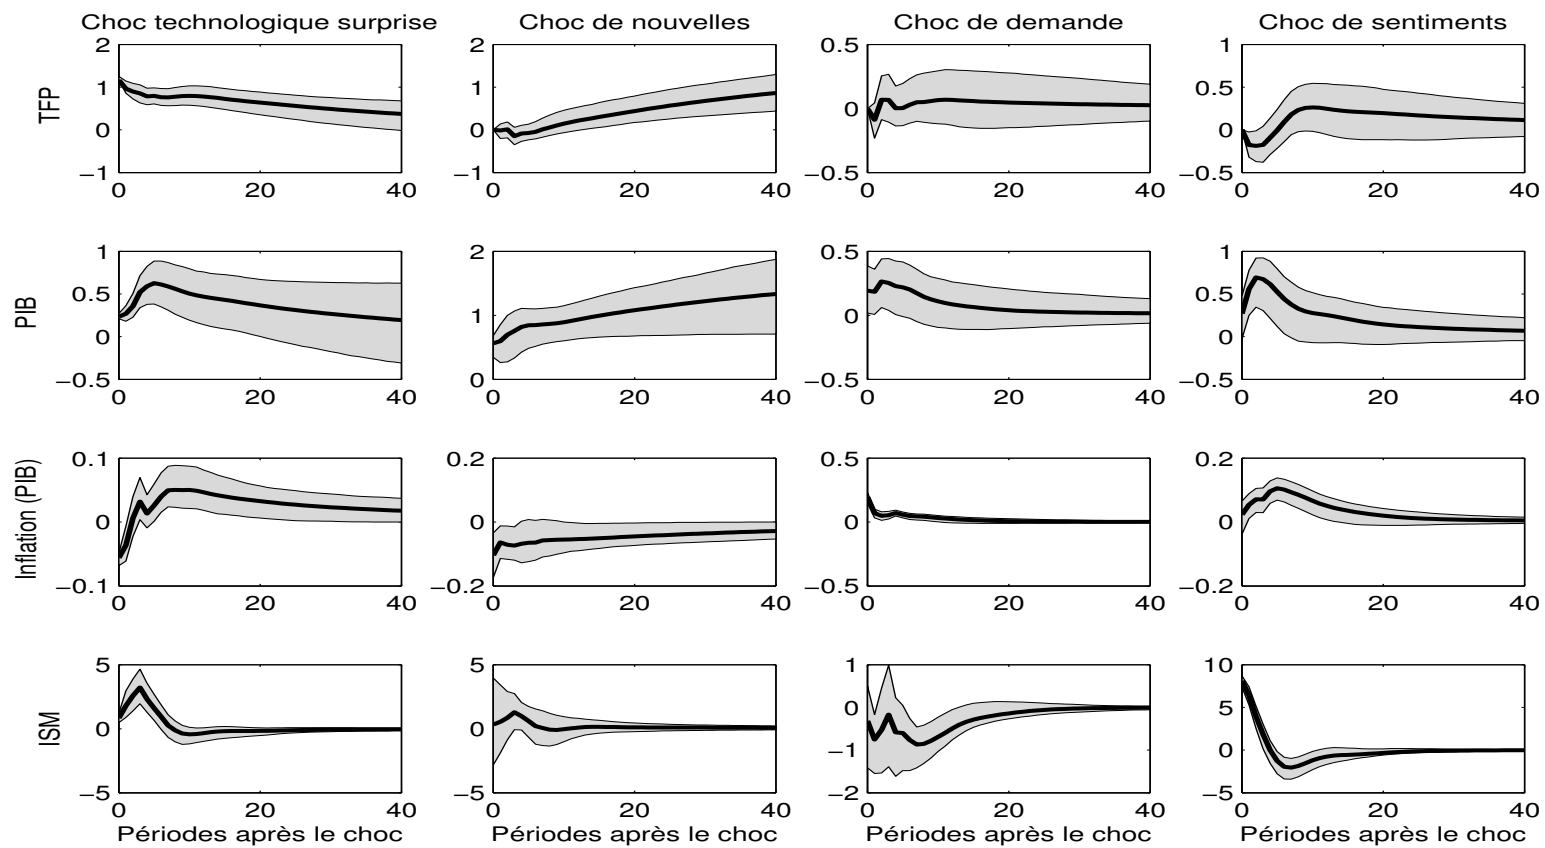 Choc technologique surprise Choc de nouvelles Choc de demande Choc de sentiments
TFP
2 1 0 −1
0 20 40
2 1 0 −1
0 20 40
0.5 0 −0.5
0 20 40
1 0.5 0 −0.5
0 20 40
PIB
1 0.5 0 −0.5
0 20 40
2 1 0
0 20 40
0.5 0 −0.5
0 20 40
1 0.5 0 −0.5
0 20 40
Inflation (PIB)
0.1 0 −0.1
0 20 40
0.2 0 −0.2
0 20 40
0.5 0 −0.5
0 20 40
0.2 0 −0.2
0 20 40
ISM
5 0 −5
0 20 40
5 0 −5
0 20 40
1 0 −1 −2
0 20 40
10 5 0 −5
0 20 40
Périodes après le choc Périodes après le choc Périodes après le choc Périodes après le choc